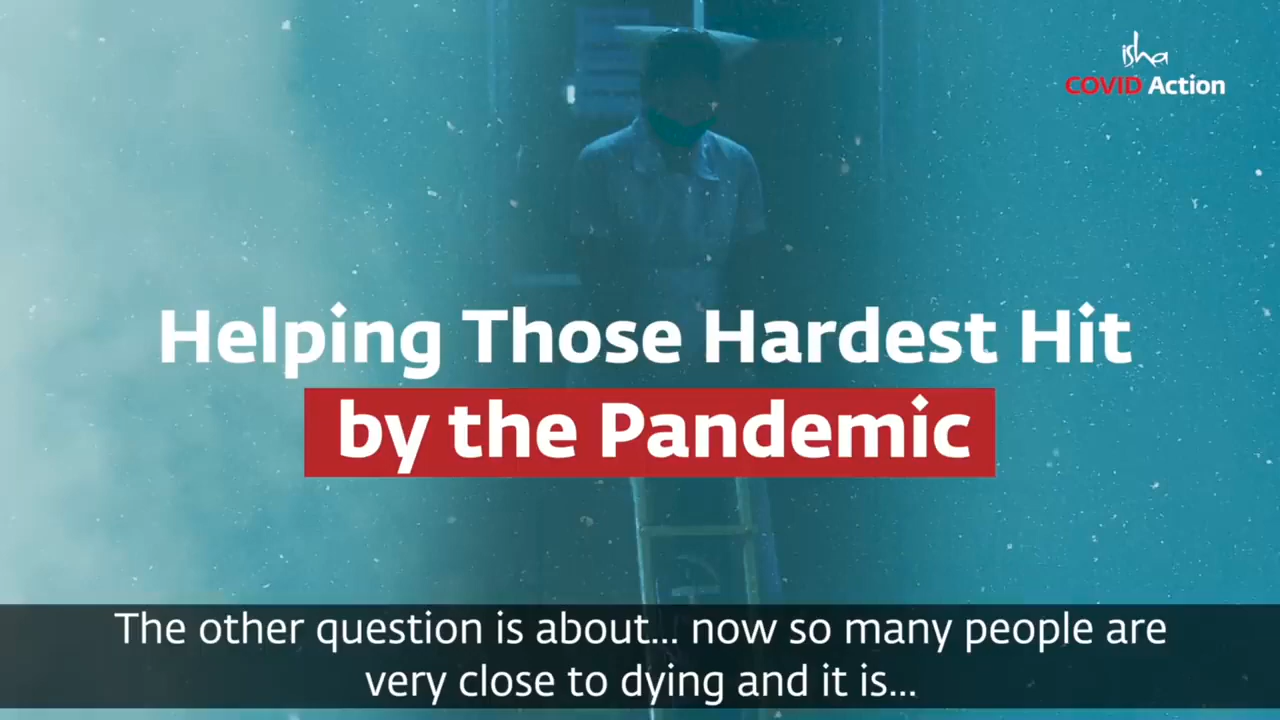 isha
COVID Action
Helping Those Hardest Hit
by the Pandemic
The other question is about... now so many people are
very close to dying and it is...